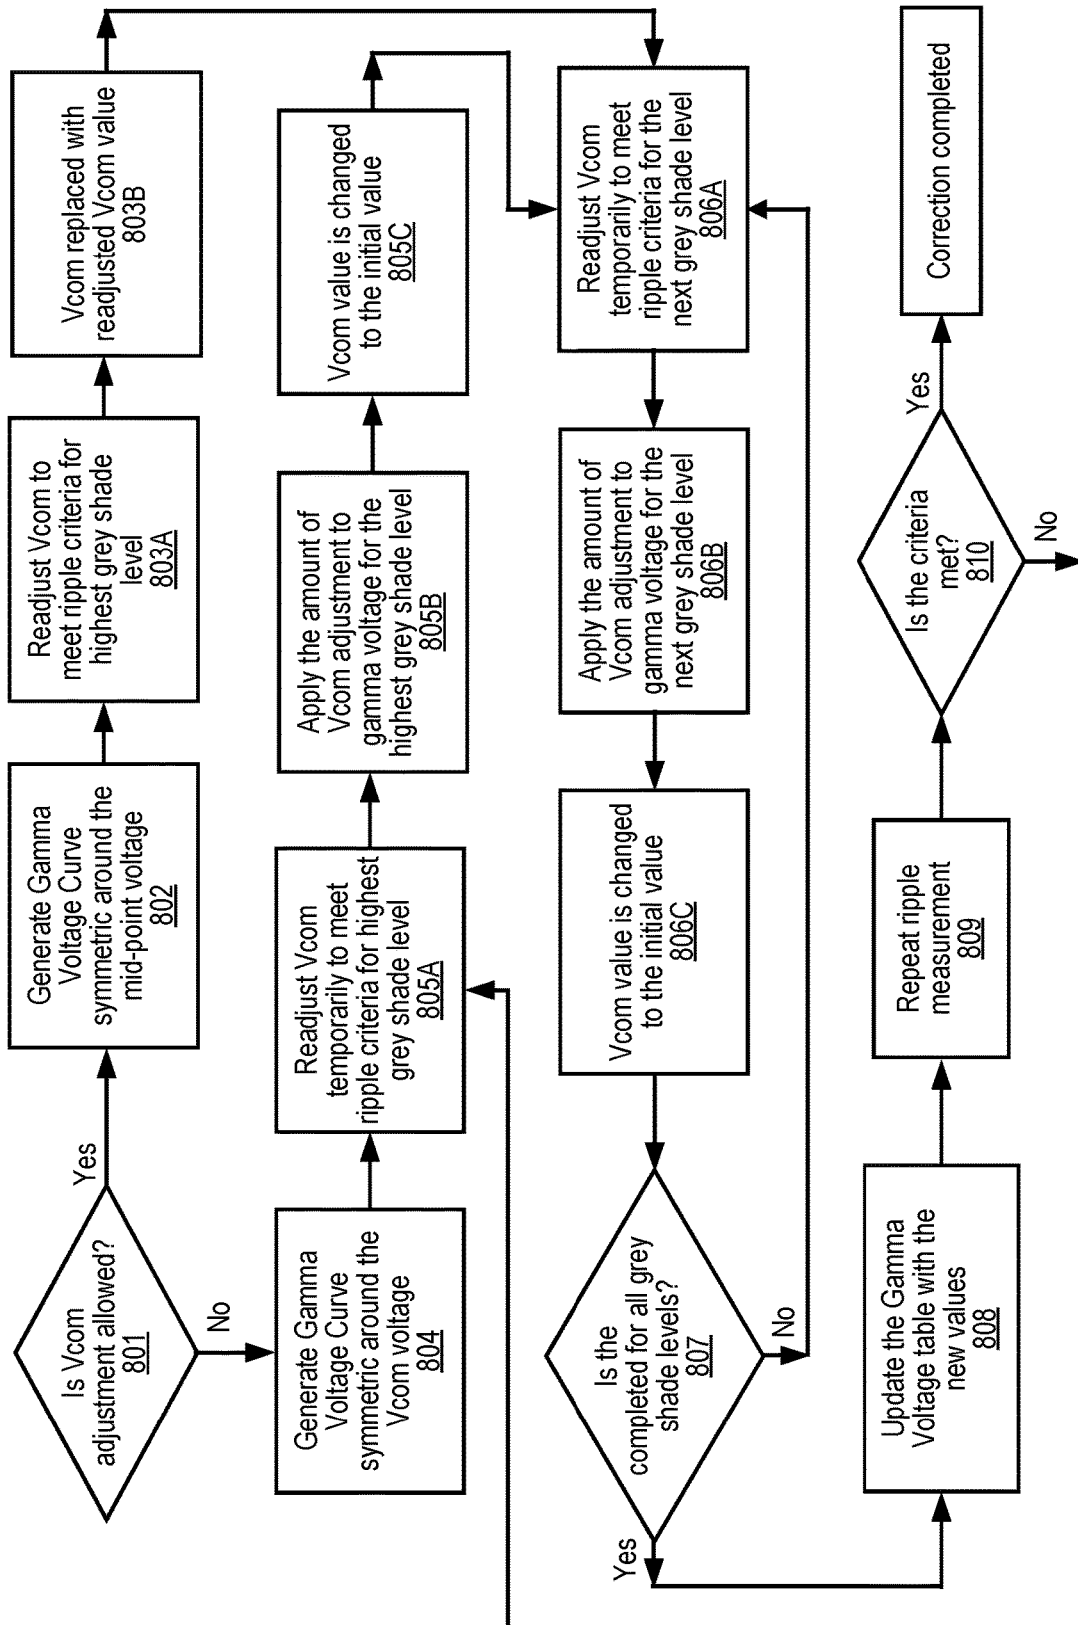 Is Vcom
adjustment allowed?
801
Yes
No
Generate Gamma
Voltage Curve
symmetric around the
mid-point voltage
802
Readjust Vcom to
meet ripple criteria for
highest grey shade
level
803A
Vcom replaced with
readjusted Vcom value
803B
Generate Gamma
Voltage Curve
symmetric around the
Vcom voltage
804
Readjust Vcom
temporarily to meet
ripple criteria for highest
grey shade level
805A
Apply the amount of
Vcom adjustment to
gamma voltage for the
highest grey shade level
805B
Vcom value is changed
to the initial value
805C
Readjust Vcom
temporarily to meet
ripple criteria for the
next grey shade level
806A
Apply the amount of
Vcom adjustment to
gamma voltage for the
next grey shade level
806B
Vcom value is changed
to the initial value
806C
Is the
completed for all grey
shade levels?
807
Yes
No
Update the Gamma
Voltage table with the
new values
808
Repeat ripple
measurement
809
Is the criteria
met?
810
Yes
No
Correction completed